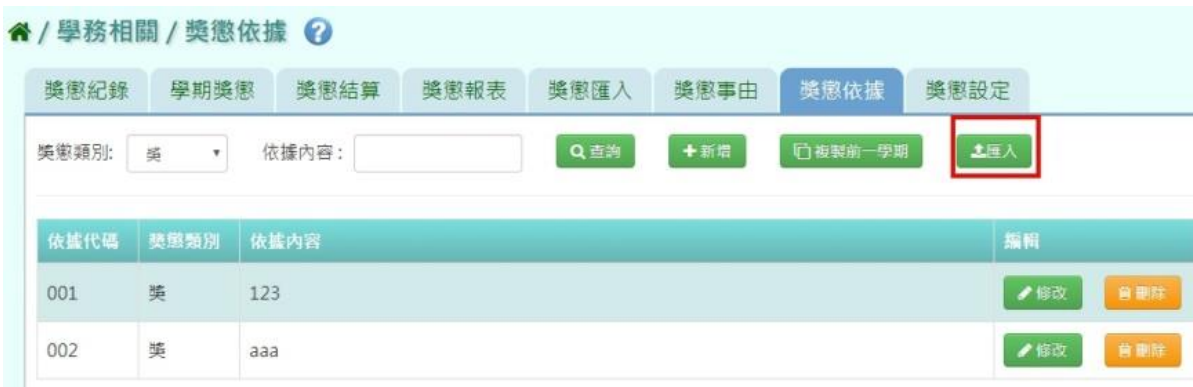 / 學務相關 / 獎懲依據 ?
獎懲紀錄 學期獎懲 獎懲結算 獎懲報表 獎懲匯入 獎懲事由 獎懲依據 獎懲設定
獎懲類別: 獎 依據內容: 查詢 新增 複製前一學期 匯入
依據代碼 獎懲類別 依據內容 編輯
001 獎 123 修改 刪除
002 獎 aaa 修改 刪除